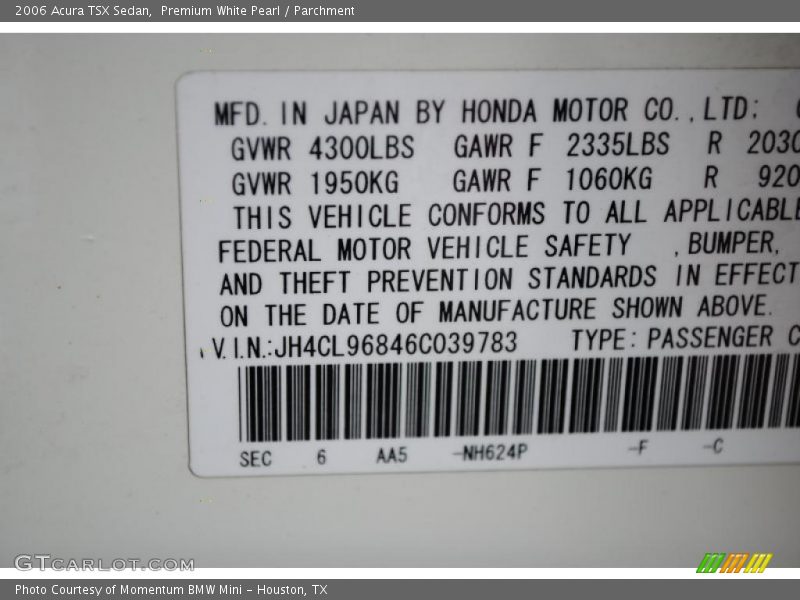 2006 Acura TSX Sedan, Premium White Pearl / Parchment
MFD. IN JAPAN BY HONDA MOTOR CO., LTD:
GVWR 4300LBS GAWR F 2335LBS R 2030
GVWR 1950KG GAWR F 1060KG R 920
THIS VEHICLE CONFORMS TO ALL APPLICABLE
FEDERAL MOTOR VEHICLE SAFETY , BUMPER,
AND THEFT PREVENTION STANDARDS IN EFFECT
ON THE DATE OF MANUFACTURE SHOWN ABOVE.
V.I.N.:JH4CL96846C039783 TYPE: PASSENGER C
SEC 6 AA5 -NH624P -F -C
GTCARLOT.COM
Photo Courtesy of Momentum BMW Mini - Houston, TX